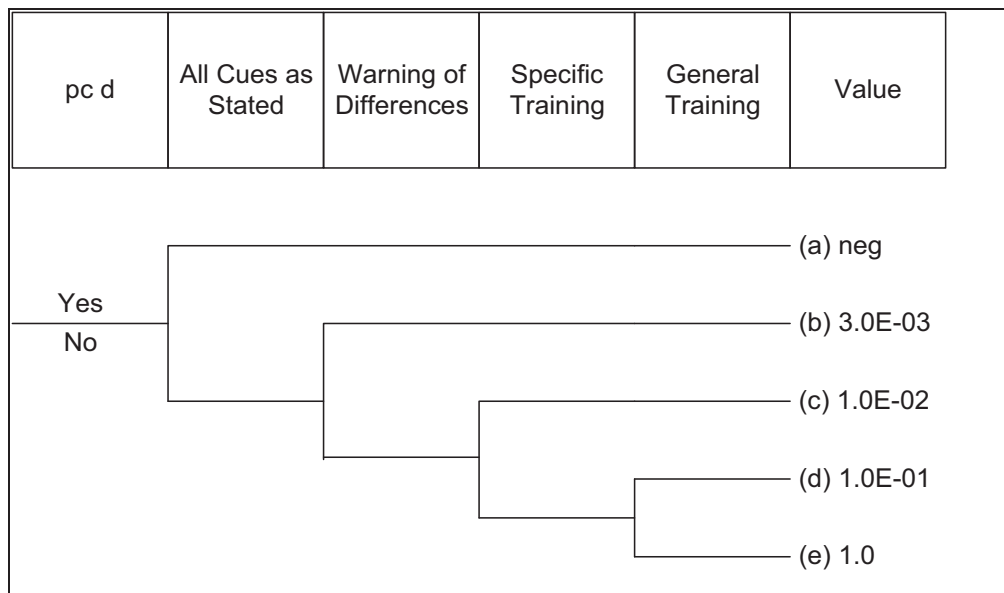 pc d
All Cues as
Stated
Warning of
Differences
Specific
Training
General
Training
Value
Yes
No
(a) neg
(b) 3.0E-03
(c) 1.0E-02
(d) 1.0E-01
(e) 1.0